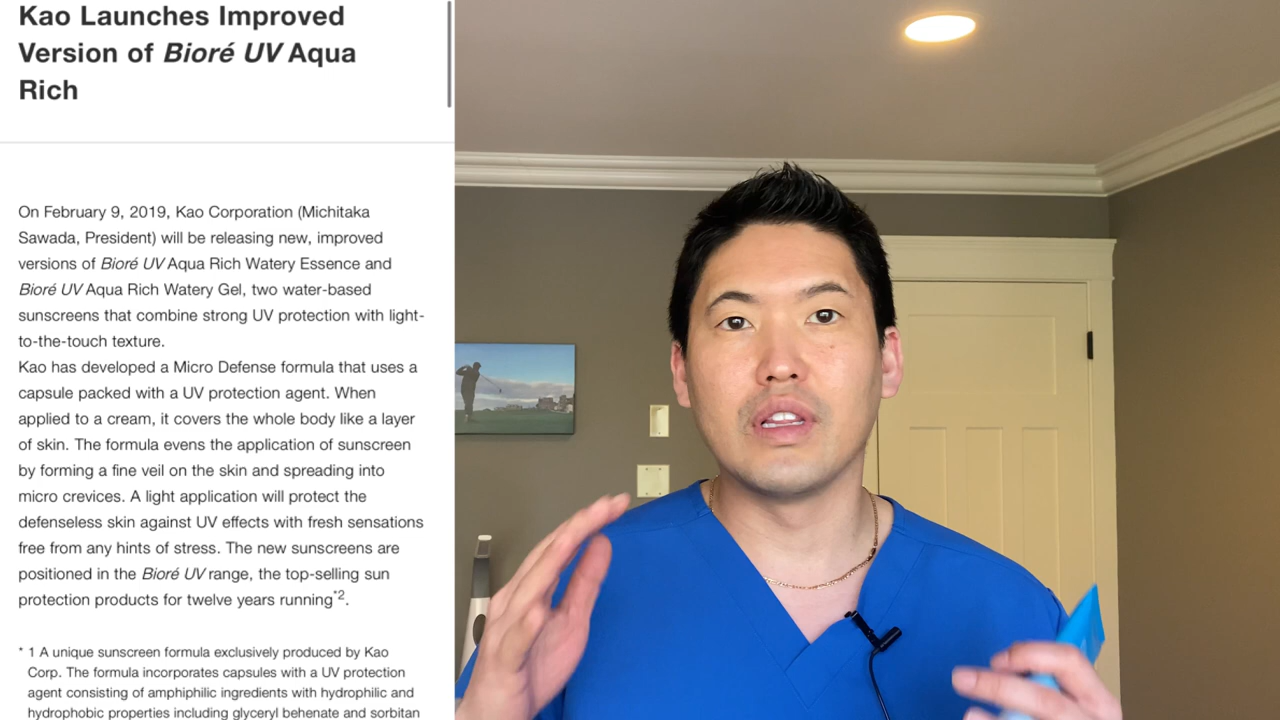 Kao Launches Improved
Version of Bioré UV Aqua
Rich
On February 9, 2019, Kao Corporation (Michitaka
Sawada, President) will be releasing new, improved
versions of Bioré UV Aqua Rich Watery Essence and
Bioré UV Aqua Rich Watery Gel, two water-based
sunscreens that combine strong UV protection with light-
to-the-touch texture.
Kao has developed a Micro Defense formula that uses a
capsule packed with a UV protection agent. When
applied to a cream, it covers the whole body like a layer
of skin. The formula evens the application of sunscreen
by forming a fine veil on the skin and spreading into
micro crevices. A light application will protect the
defenseless skin against UV effects with fresh sensations
free from any hints of stress. The new sunscreens are
positioned in the Bioré UV range, the top-selling sun
protection products for twelve years running*2.
* 1 A unique sunscreen formula exclusively produced by Kao
Corp. The formula incorporates capsules with a UV protection
agent consisting of amphiphilic ingredients with hydrophilic and
hydrophobic properties including glyceryl behenate and sorbitan